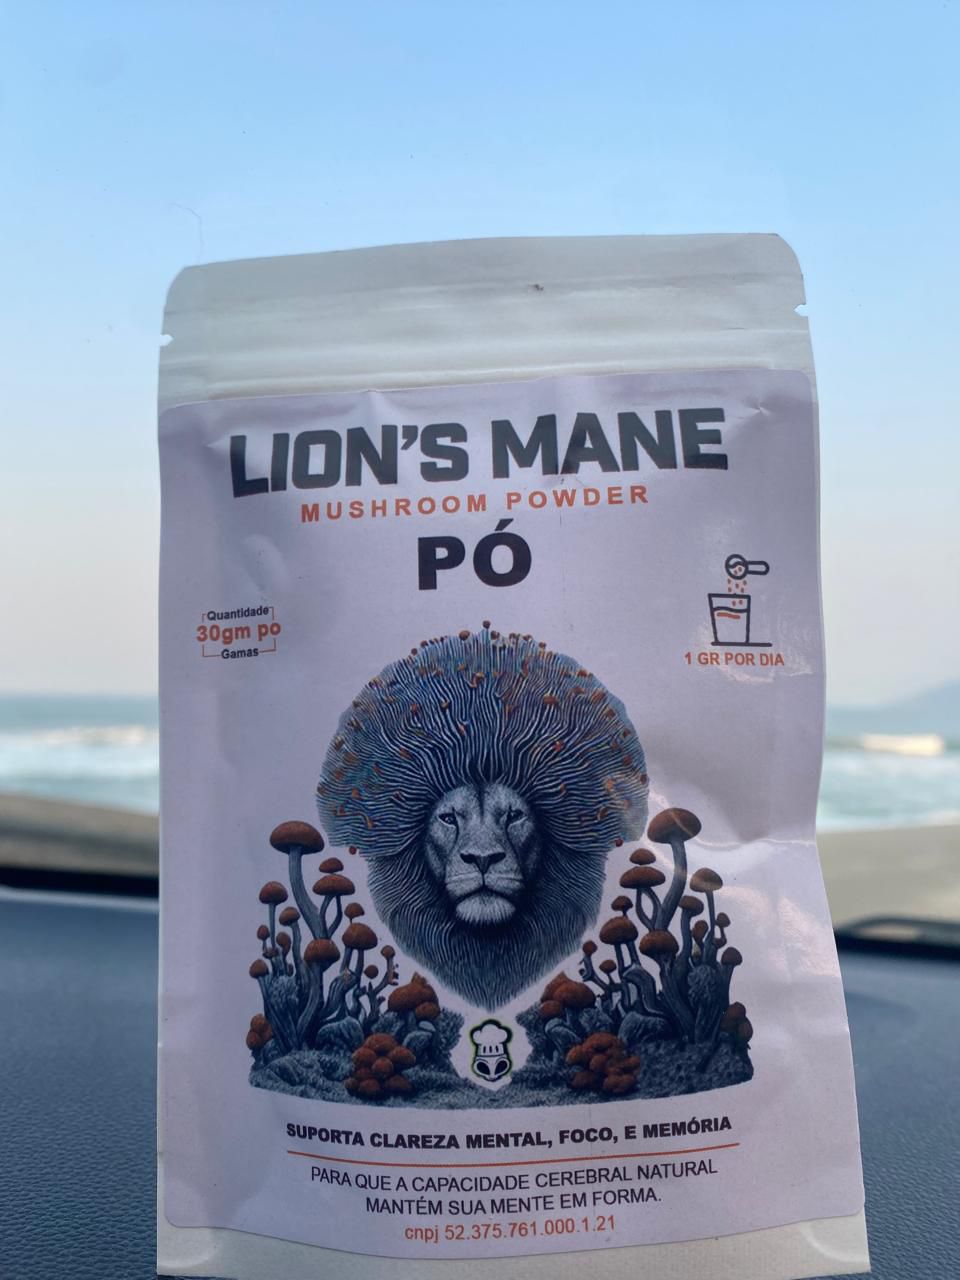 LION'S MANE
MUSHROOM POWDER
PÓ
Quantidade
30gm po
Gamas
1 GR POR DIA
SUPORTA CLAREZA MENTAL, FOCO, E MEMÓRIA
PARA QUE A CAPACIDADE CEREBRAL NATURAL
MANTÉM SUA MENTE EM FORMA.
cnpj 52.375.761.000.1.21